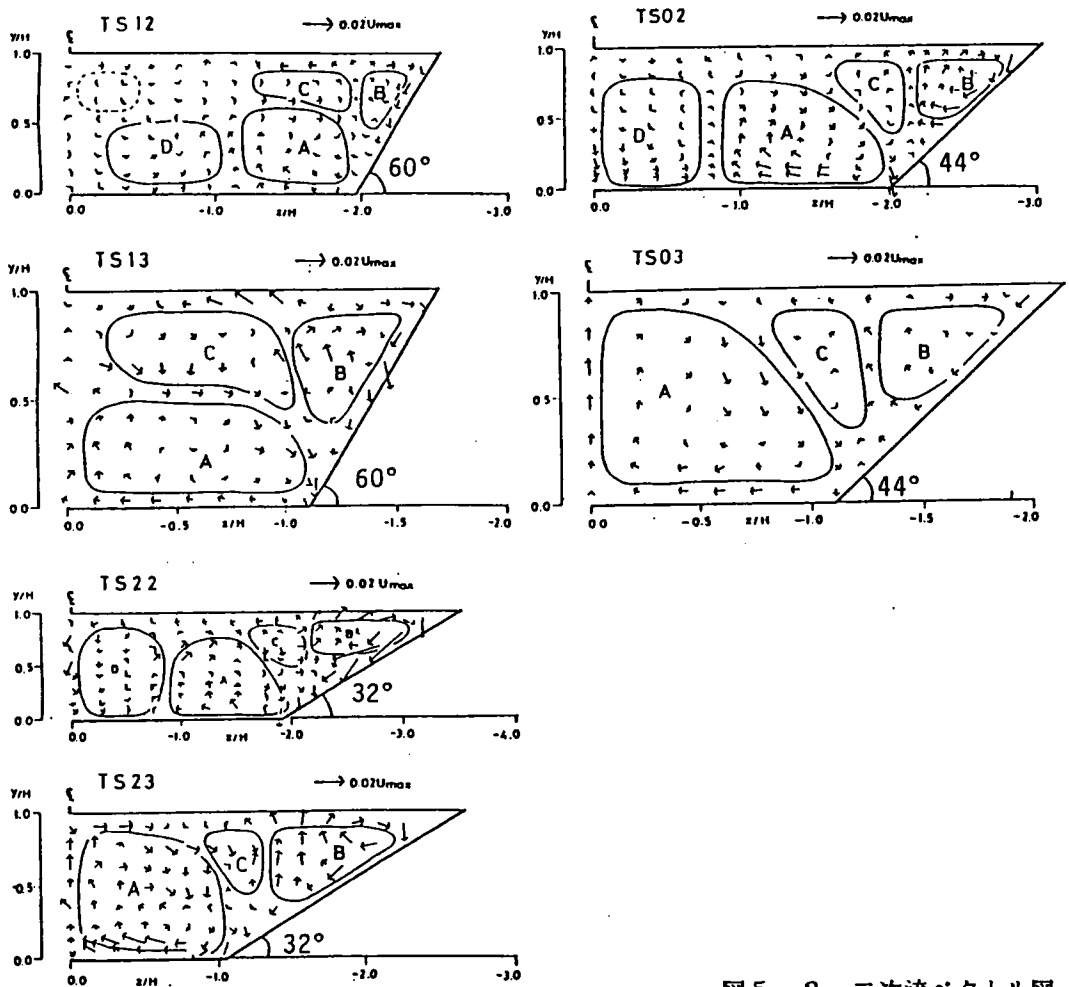 TS12
→ 0.02Umax
Y/H
℄
1.0
0.5
0.0
D
C
B
A
60°
0.0
-1.0
z/H
-2.0
-3.0
TS02
→ 0.02Umax
Y/H
℄
1.0
0.5
0.0
D
A
C
B
44°
0.0
-1.0
z/H
-2.0
-3.0
TS13
→ 0.02Umax
Y/H
℄
1.0
0.5
0.0
C
B
A
60°
0.0
-0.5
z/H
-1.0
-1.5
-2.0
TS03
→ 0.02Umax
Y/H
℄
1.0
0.5
0.0
A
C
B
44°
0.0
-0.5
z/H
-1.0
-1.5
-2.0
TS22
→ 0.02Umax
Y/H
℄
1.0
0.5
0.0
D
A
C
B
32°
0.0
-1.0
z/H
-2.0
-3.0
-4.0
TS23
→ 0.02Umax
Y/H
℄
1.0
0.5
0.0
A
C
B
32°
0.0
z/H
-1.0
-2.0
-3.0